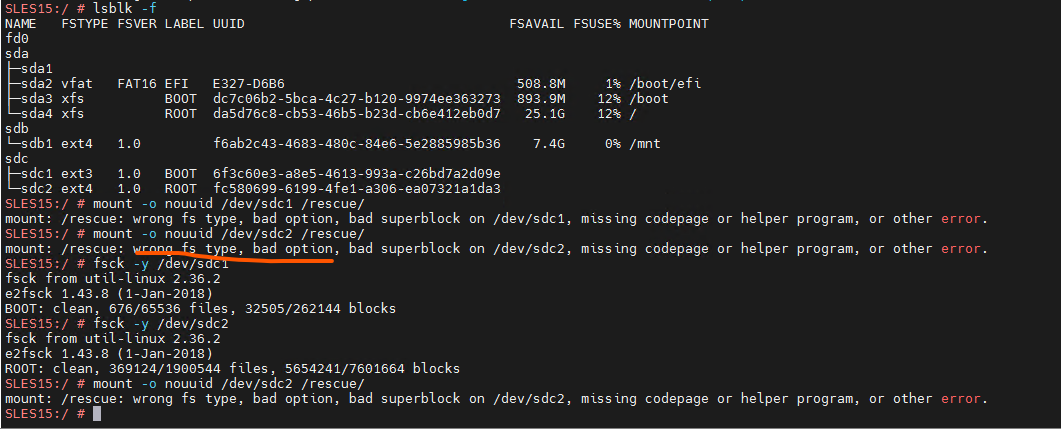 SLES15:/ # lsblk -f
NAME   FSTYPE FSVER LABEL UUID                                 FSAVAIL FSUSE% MOUNTPOINT
fd0
sda
├─sda1
├─sda2 vfat   FAT16 EFI   E327-D6B6                             508.8M     1% /boot/efi
├─sda3 xfs          BOOT  dc7c06b2-5bca-4c27-b120-9974ee363273  893.9M    12% /boot
└─sda4 xfs          ROOT  da5d76c8-cb53-46b5-b23d-cb6e412eb0d7   25.1G    12% /
sdb
└─sdb1 ext4   1.0         f6ab2c43-4683-480c-84e6-5e2885985b36    7.4G     0% /mnt
sdc
├─sdc1 ext3   1.0   BOOT  6f3c60e3-a8e5-4613-993a-c26bd7a2d09e
└─sdc2 ext4   1.0   ROOT  fc580699-6199-4fe1-a306-ea07321a1da3
SLES15:/ # mount -o nouuid /dev/sdc1 /rescue/
mount: /rescue: wrong fs type, bad option, bad superblock on /dev/sdc1, missing codepage or helper program, or other error.
SLES15:/ # mount -o nouuid /dev/sdc2 /rescue/
mount: /rescue: wrong fs type, bad option, bad superblock on /dev/sdc2, missing codepage or helper program, or other error.
SLES15:/ # fsck -y /dev/sdc1
fsck from util-linux 2.36.2
e2fsck 1.43.8 (1-Jan-2018)
BOOT: clean, 676/65536 files, 32505/262144 blocks
SLES15:/ # fsck -y /dev/sdc2
fsck from util-linux 2.36.2
e2fsck 1.43.8 (1-Jan-2018)
ROOT: clean, 369124/1900544 files, 5654241/7601664 blocks
SLES15:/ # mount -o nouuid /dev/sdc2 /rescue/
mount: /rescue: wrong fs type, bad option, bad superblock on /dev/sdc2, missing codepage or helper program, or other error.
SLES15:/ #